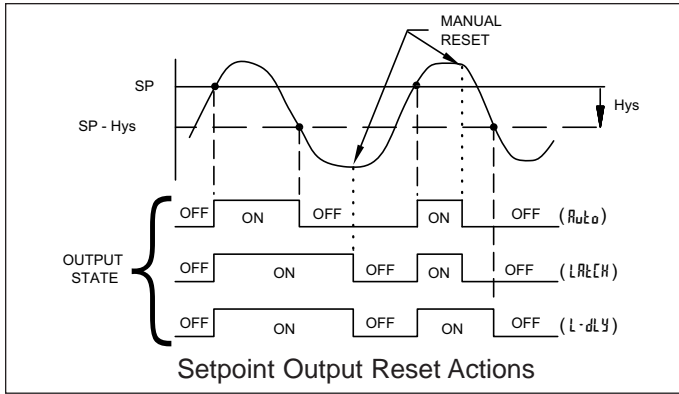 MANUAL
RESET
SP
Hys
SP - Hys
OFF ON OFF ON OFF (Auto)
OUTPUT
STATE
OFF ON OFF ON OFF (LAtCH)
OFF ON OFF ON OFF (L-dLY)
Setpoint Output Reset Actions